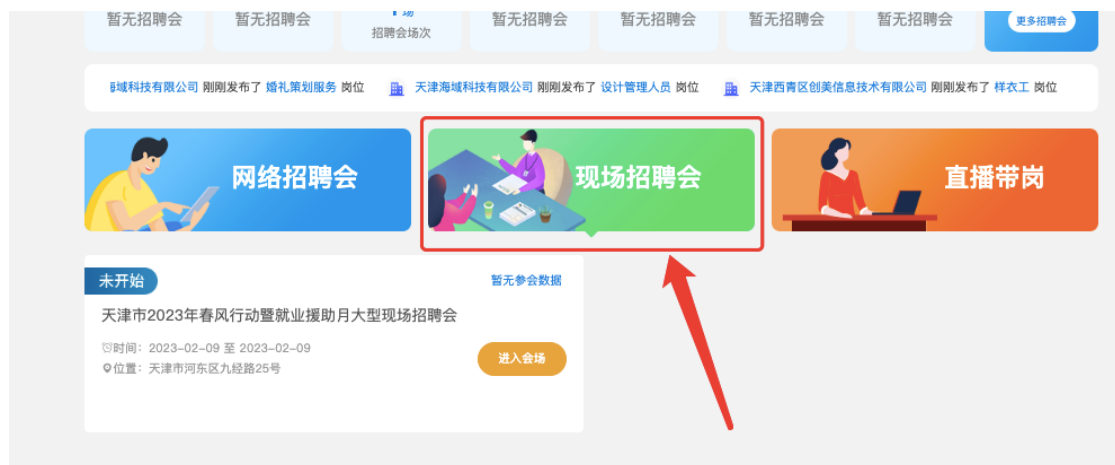 暂无招聘会
暂无招聘会
1场
招聘会场次
暂无招聘会
暂无招聘会
暂无招聘会
暂无招聘会
更多招聘会
海域科技有限公司 刚刚发布了 婚礼策划服务 岗位
天津海域科技有限公司 刚刚发布了 设计管理人员 岗位
天津西青区创美信息技术有限公司 刚刚发布了 样衣工 岗位
网络招聘会
现场招聘会
直播带岗
未开始
暂无参会数据
天津市2023年春风行动暨就业援助月大型现场招聘会
时间: 2023-02-09 至 2023-02-09
位置: 天津市河东区九经路25号
进入会场